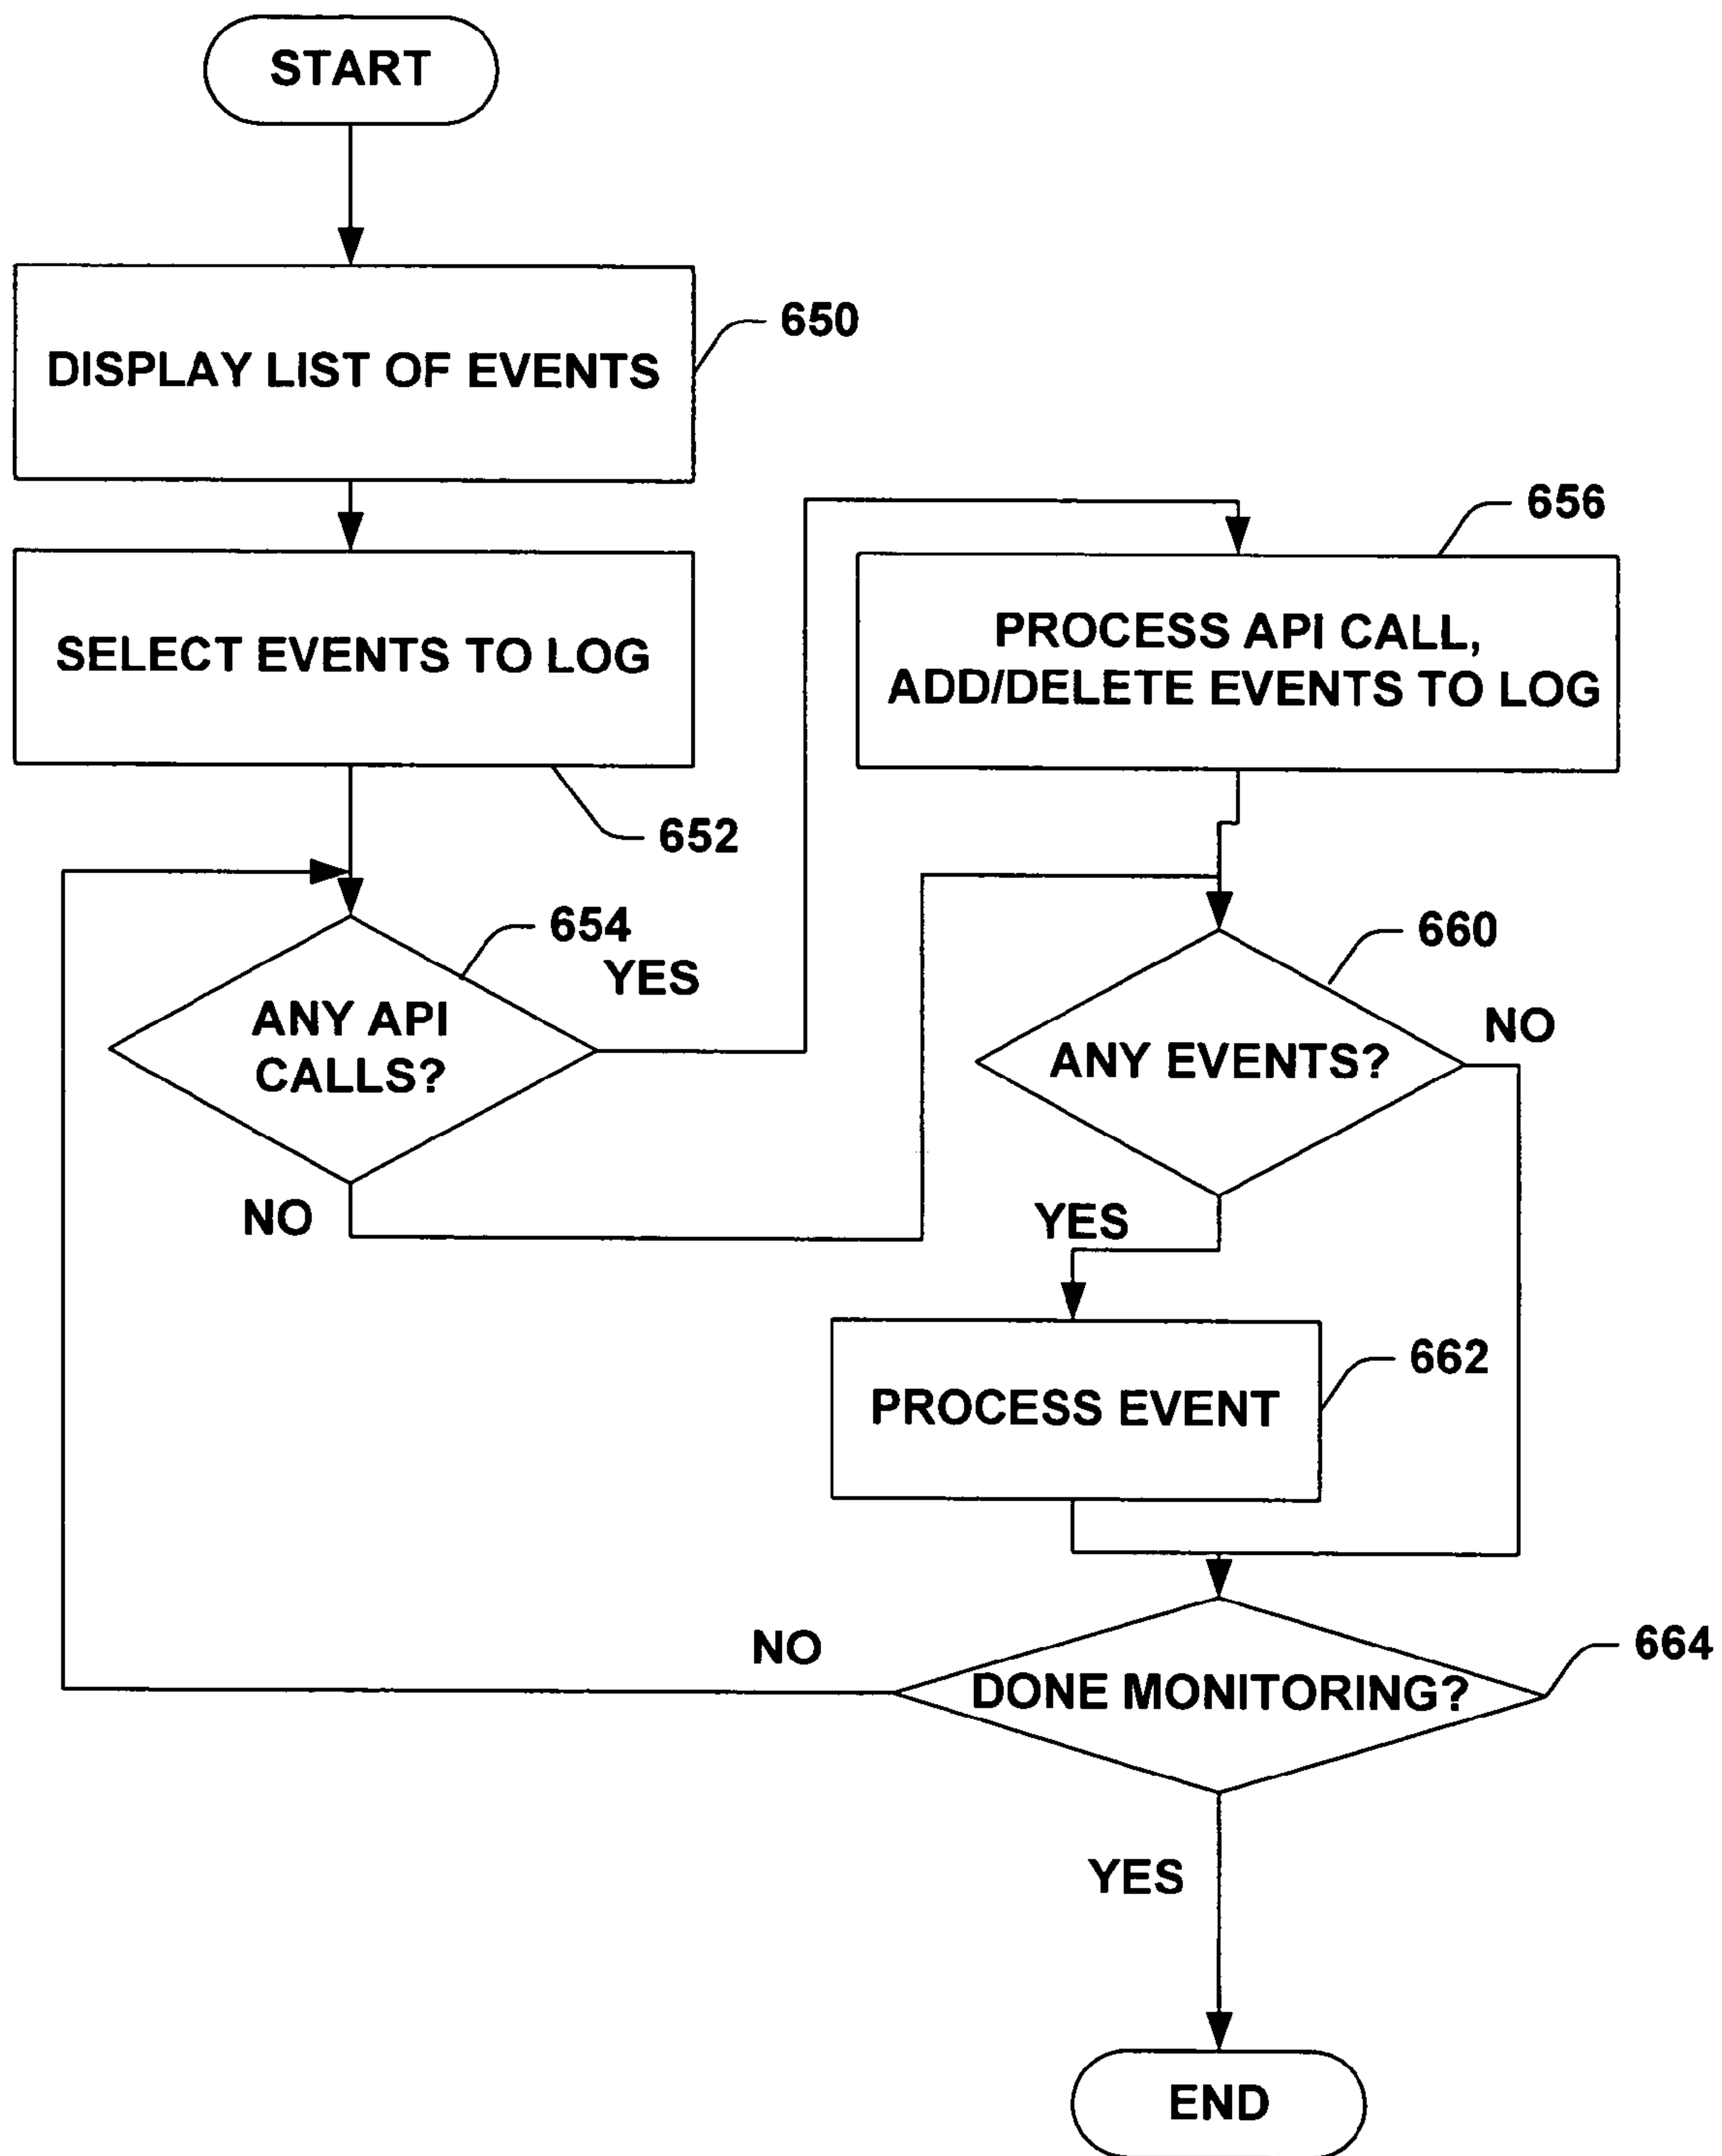 START
650
DISPLAY LIST OF EVENTS
656
SELECT EVENTS TO LOG
PROCESS API CALL,
ADD/DELETE EVENTS TO LOG
652
654
YES
ANY API
CALLS?
NO
660
NO
ANY EVENTS?
YES
662
PROCESS EVENT
NO
664
DONE MONITORING?
YES
END